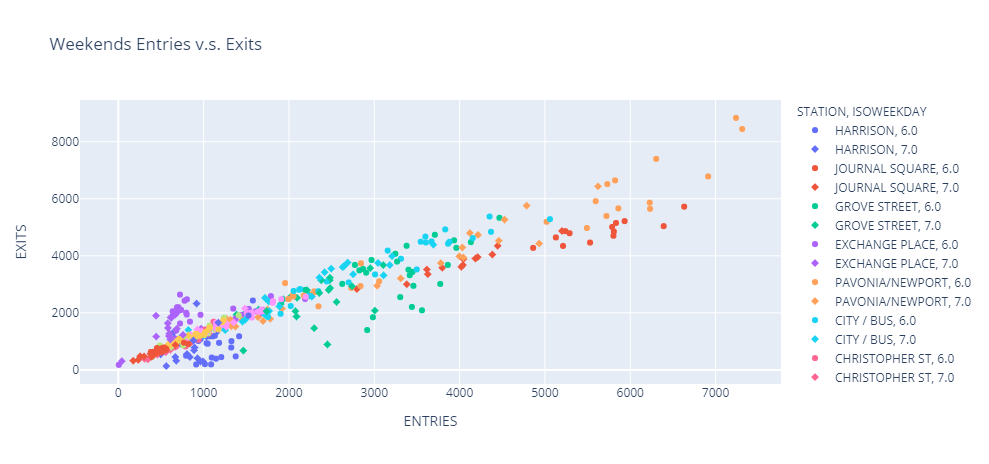 Weekends Entries v.s. Exits
STATION, ISOWEEKDAY
HARRISON, 6.0
HARRISON, 7.0
JOURNAL SQUARE, 6.0
JOURNAL SQUARE, 7.0
GROVE STREET, 6.0
GROVE STREET, 7.0
EXCHANGE PLACE, 6.0
EXCHANGE PLACE, 7.0
PAVONIA/NEWPORT, 6.0
PAVONIA/NEWPORT, 7.0
CITY / BUS, 6.0
CITY / BUS, 7.0
CHRISTOPHER ST, 6.0
CHRISTOPHER ST, 7.0
EXITS
8000
6000
4000
2000
0
0 1000 2000 3000 4000 5000 6000 7000
ENTRIES